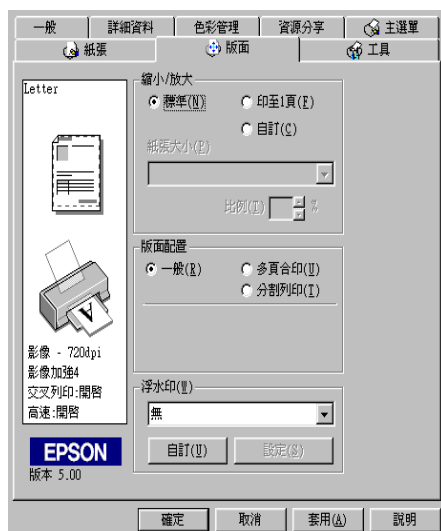 一般 詳細資料 色彩管理 資源分享 主選單
紙張 版面 工具
Letter
影像 - 720dpi
影像加強4
交叉列印:開啓
高速:開啓
EPSON
版本 5.00
縮小/放大
標準(N) 印至1頁(F)
自訂(C)
紙張大小(P)
比例(T) %
版面配置
一般(R) 多頁合印(U)
分割列印(I)
浮水印(W)
無
自訂(U) 設定(S)
確定 取消 套用(A) 說明